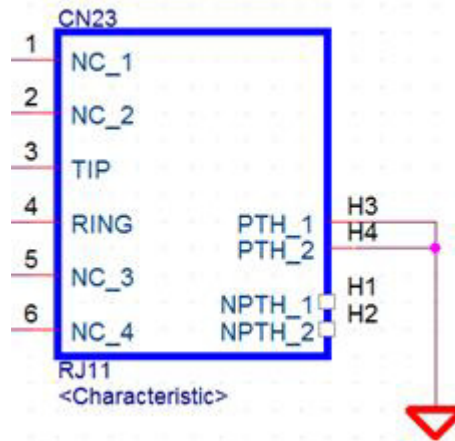 CN23
1 NC_1
2 NC_2
3 TIP
4 RING PTH_1 H3
PTH_2 H4
5 NC_3 NPTH_1 H1
6 NC_4 NPTH_2 H2
RJ11
<Characteristic>